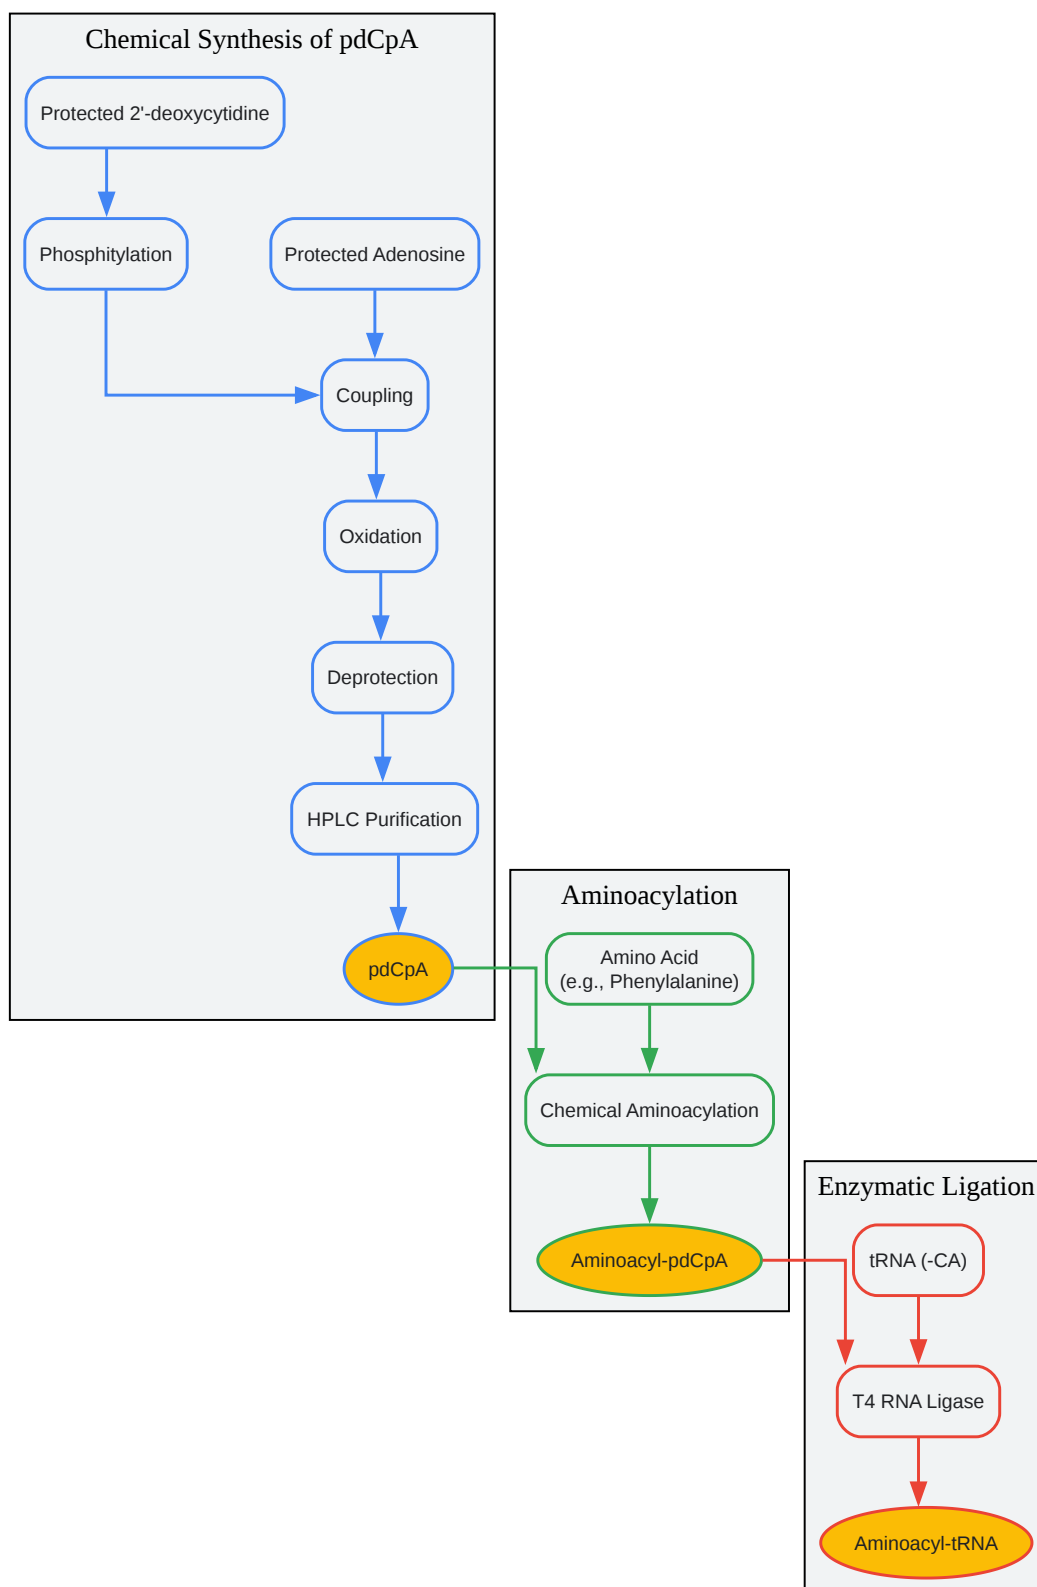 Chemical Synthesis of pdCpA
Protected 2'-deoxycytidine
Phosphitylation
Protected Adenosine
Coupling
Oxidation
Deprotection
HPLC Purification
pdCpA
Aminoacylation
Amino Acid
(e.g., Phenylalanine)
Chemical Aminoacylation
Aminoacyl-pdCpA
Enzymatic Ligation
tRNA (-CA)
T4 RNA Ligase
Aminoacyl-tRNA